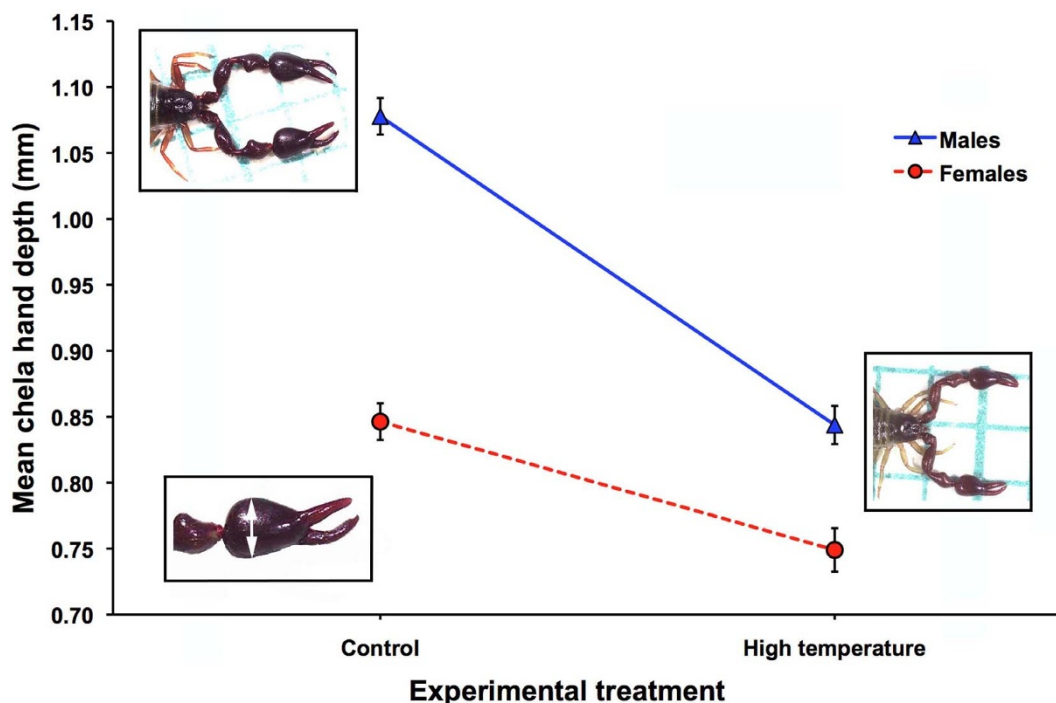 Mean chela hand depth (mm)
1.15
1.10
1.05
1.00
0.95
0.90
0.85
0.80
0.75
0.70
Males
Females
Control
High temperature
Experimental treatment